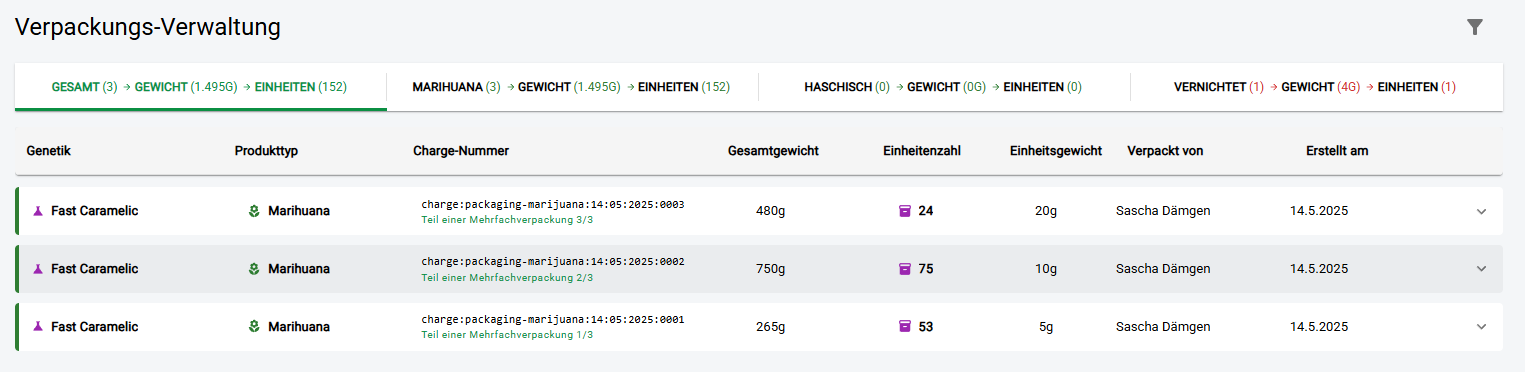 Verpackungs-Verwaltung
GESAMT (3) → GEWICHT (1.495G) → EINHEITEN (152) MARIHUANA (3) → GEWICHT (1.495G) → EINHEITEN (152) HASCHISCH (0) → GEWICHT (0G) → EINHEITEN (0) VERNICHTET (1) → GEWICHT (4G) → EINHEITEN (1)
Genetik Produkttyp Charge-Nummer Gesamtgewicht Einheitenzahl Einheitsgewicht Verpackt von Erstellt am
Fast Caramelic Marihuana charge:packaging-marijuana:14:05:2025:0003 480g 24 20g Sascha Dämgen 14.5.2025
Teil einer Mehrfachverpackung 3/3
Fast Caramelic Marihuana charge:packaging-marijuana:14:05:2025:0002 750g 75 10g Sascha Dämgen 14.5.2025
Teil einer Mehrfachverpackung 2/3
Fast Caramelic Marihuana charge:packaging-marijuana:14:05:2025:0001 265g 53 5g Sascha Dämgen 14.5.2025
Teil einer Mehrfachverpackung 1/3